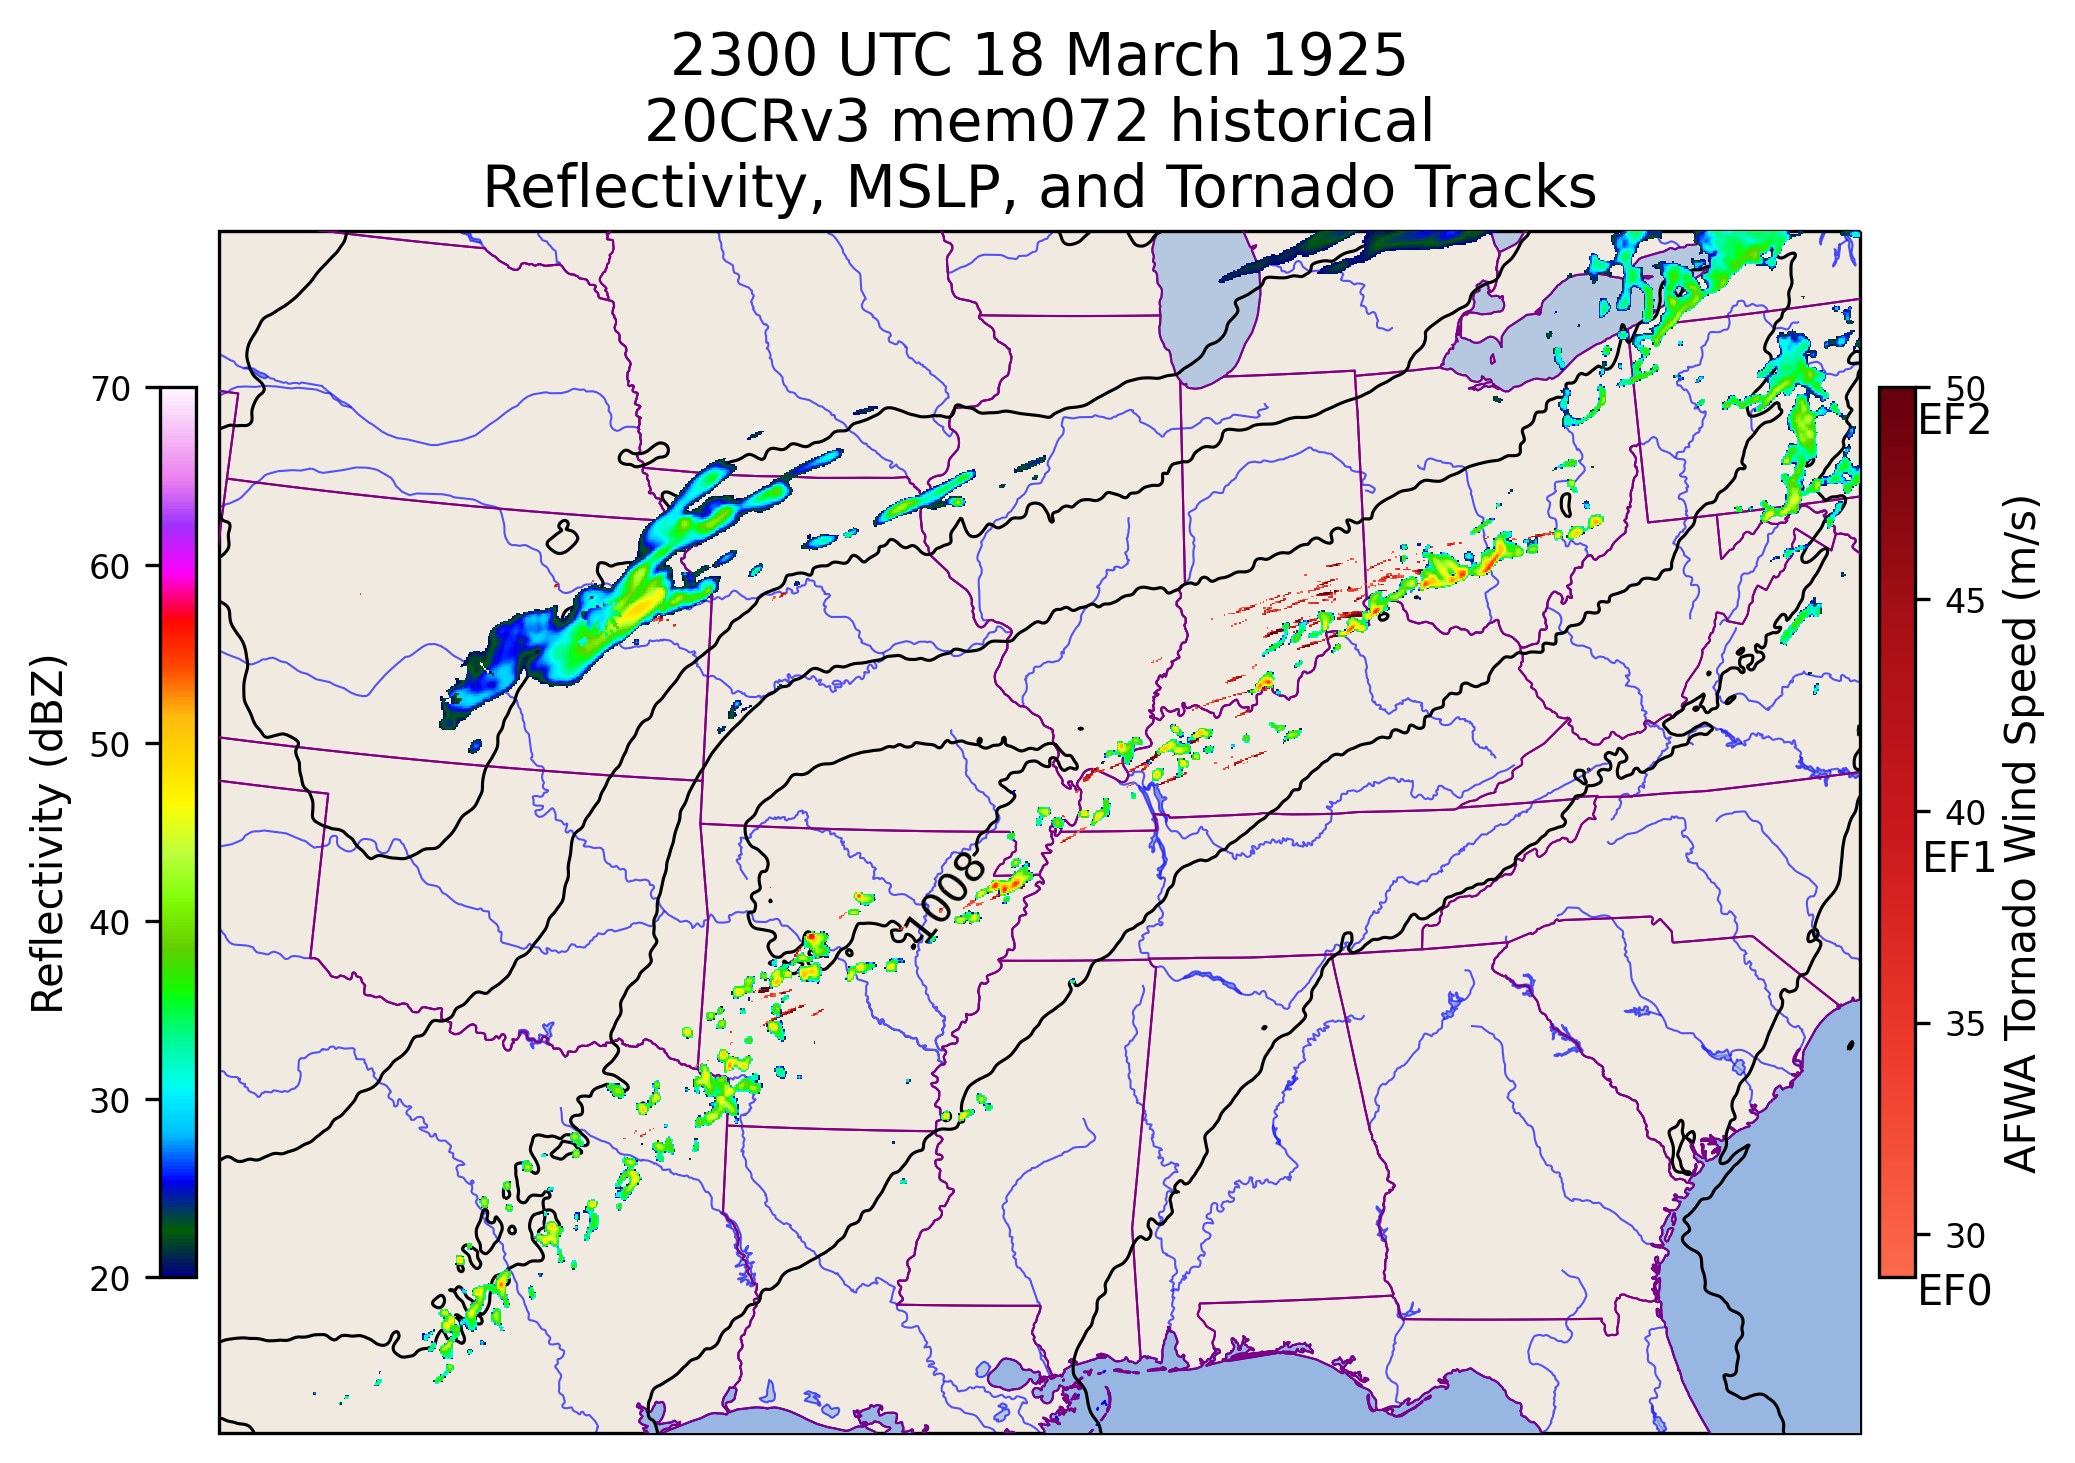 2300 UTC 18 March 1925
20CRv3 mem072 historical
Reflectivity, MSLP, and Tornado Tracks
Reflectivity (dBZ)
70
60
50
40
30
20
1008
50
EF2
45
40
EF1
35
30
EF0
AFWA Tornado Wind Speed (m/s)